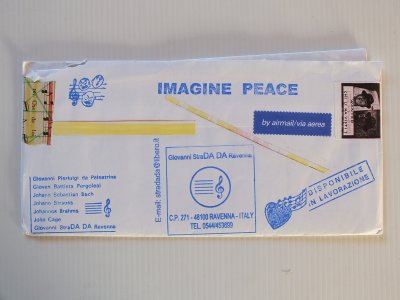 IMAGINE PEACE
by airmail/via aerea
E-mail: stradada@libero.it
Giovanni StraDA DA Ravenna
C.P. 271 - 48100 RAVENNA - ITALY
TEL. 0544/453699
DISPONIBILE
IN LAVORAZIONE
Giovanni Pierluigi da Palestrina
Giovan Battista Pergolesi
Johann Sebastian Bach
Johann Strauss
Johannes Brahms
John Cage
Giovanni StraDA DA Ravenna